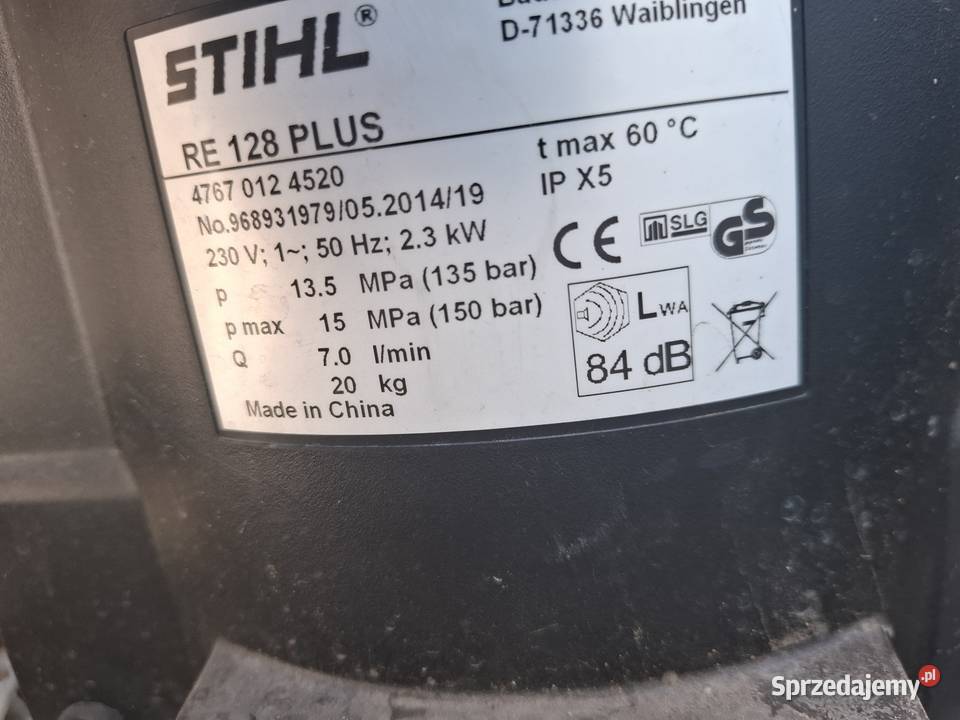 STIHL®
D-71336 Waiblingen
RE 128 PLUS
4767 012 4520
No.968931979/05.2014/19
230 V; 1~; 50 Hz; 2.3 kW
p 13.5 MPa (135 bar)
p max 15 MPa (150 bar)
Q 7.0 l/min
20 kg
Made in China
t max 60 °C
IP X5
CE
SLG
GS
LWA
84 dB
Sprzedajemy.pl